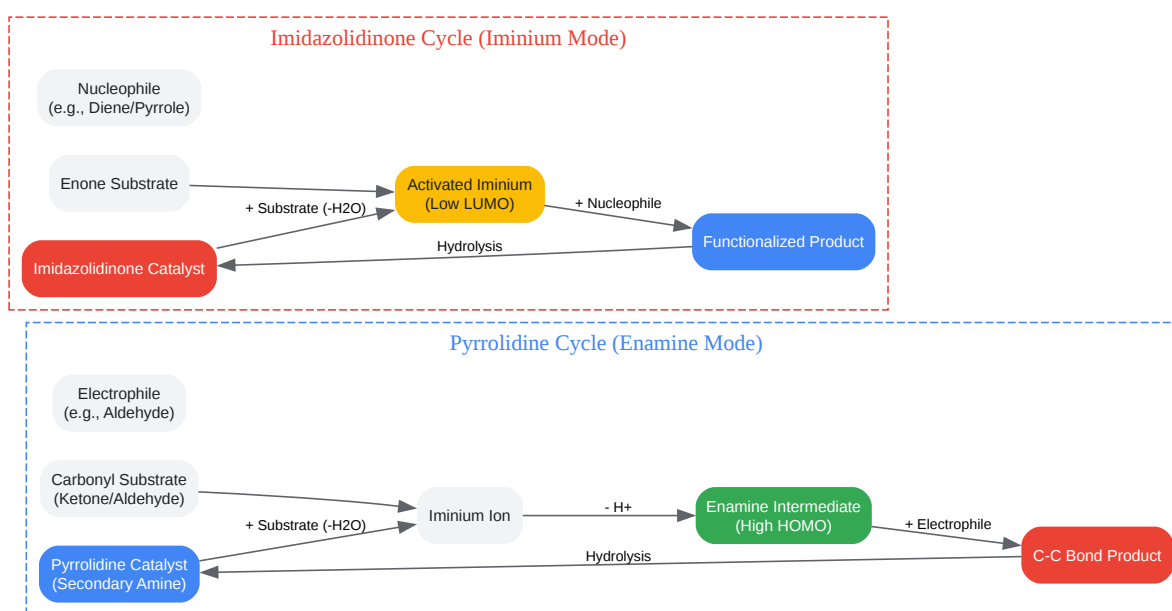 Imidazolidinone Cycle (Iminium Mode)
Nucleophile
(e.g., Diene/Pyrrole)
Enone Substrate
+ Substrate (-H2O)
Imidazolidinone Catalyst
Activated Iminium
(Low LUMO)
+ Nucleophile
Hydrolysis
Functionalized Product
Pyrrolidine Cycle (Enamine Mode)
Electrophile
(e.g., Aldehyde)
Carbonyl Substrate
(Ketone/Aldehyde)
+ Substrate (-H2O)
Pyrrolidine Catalyst
(Secondary Amine)
Iminium Ion
- H+
Enamine Intermediate
(High HOMO)
+ Electrophile
Hydrolysis
C-C Bond Product